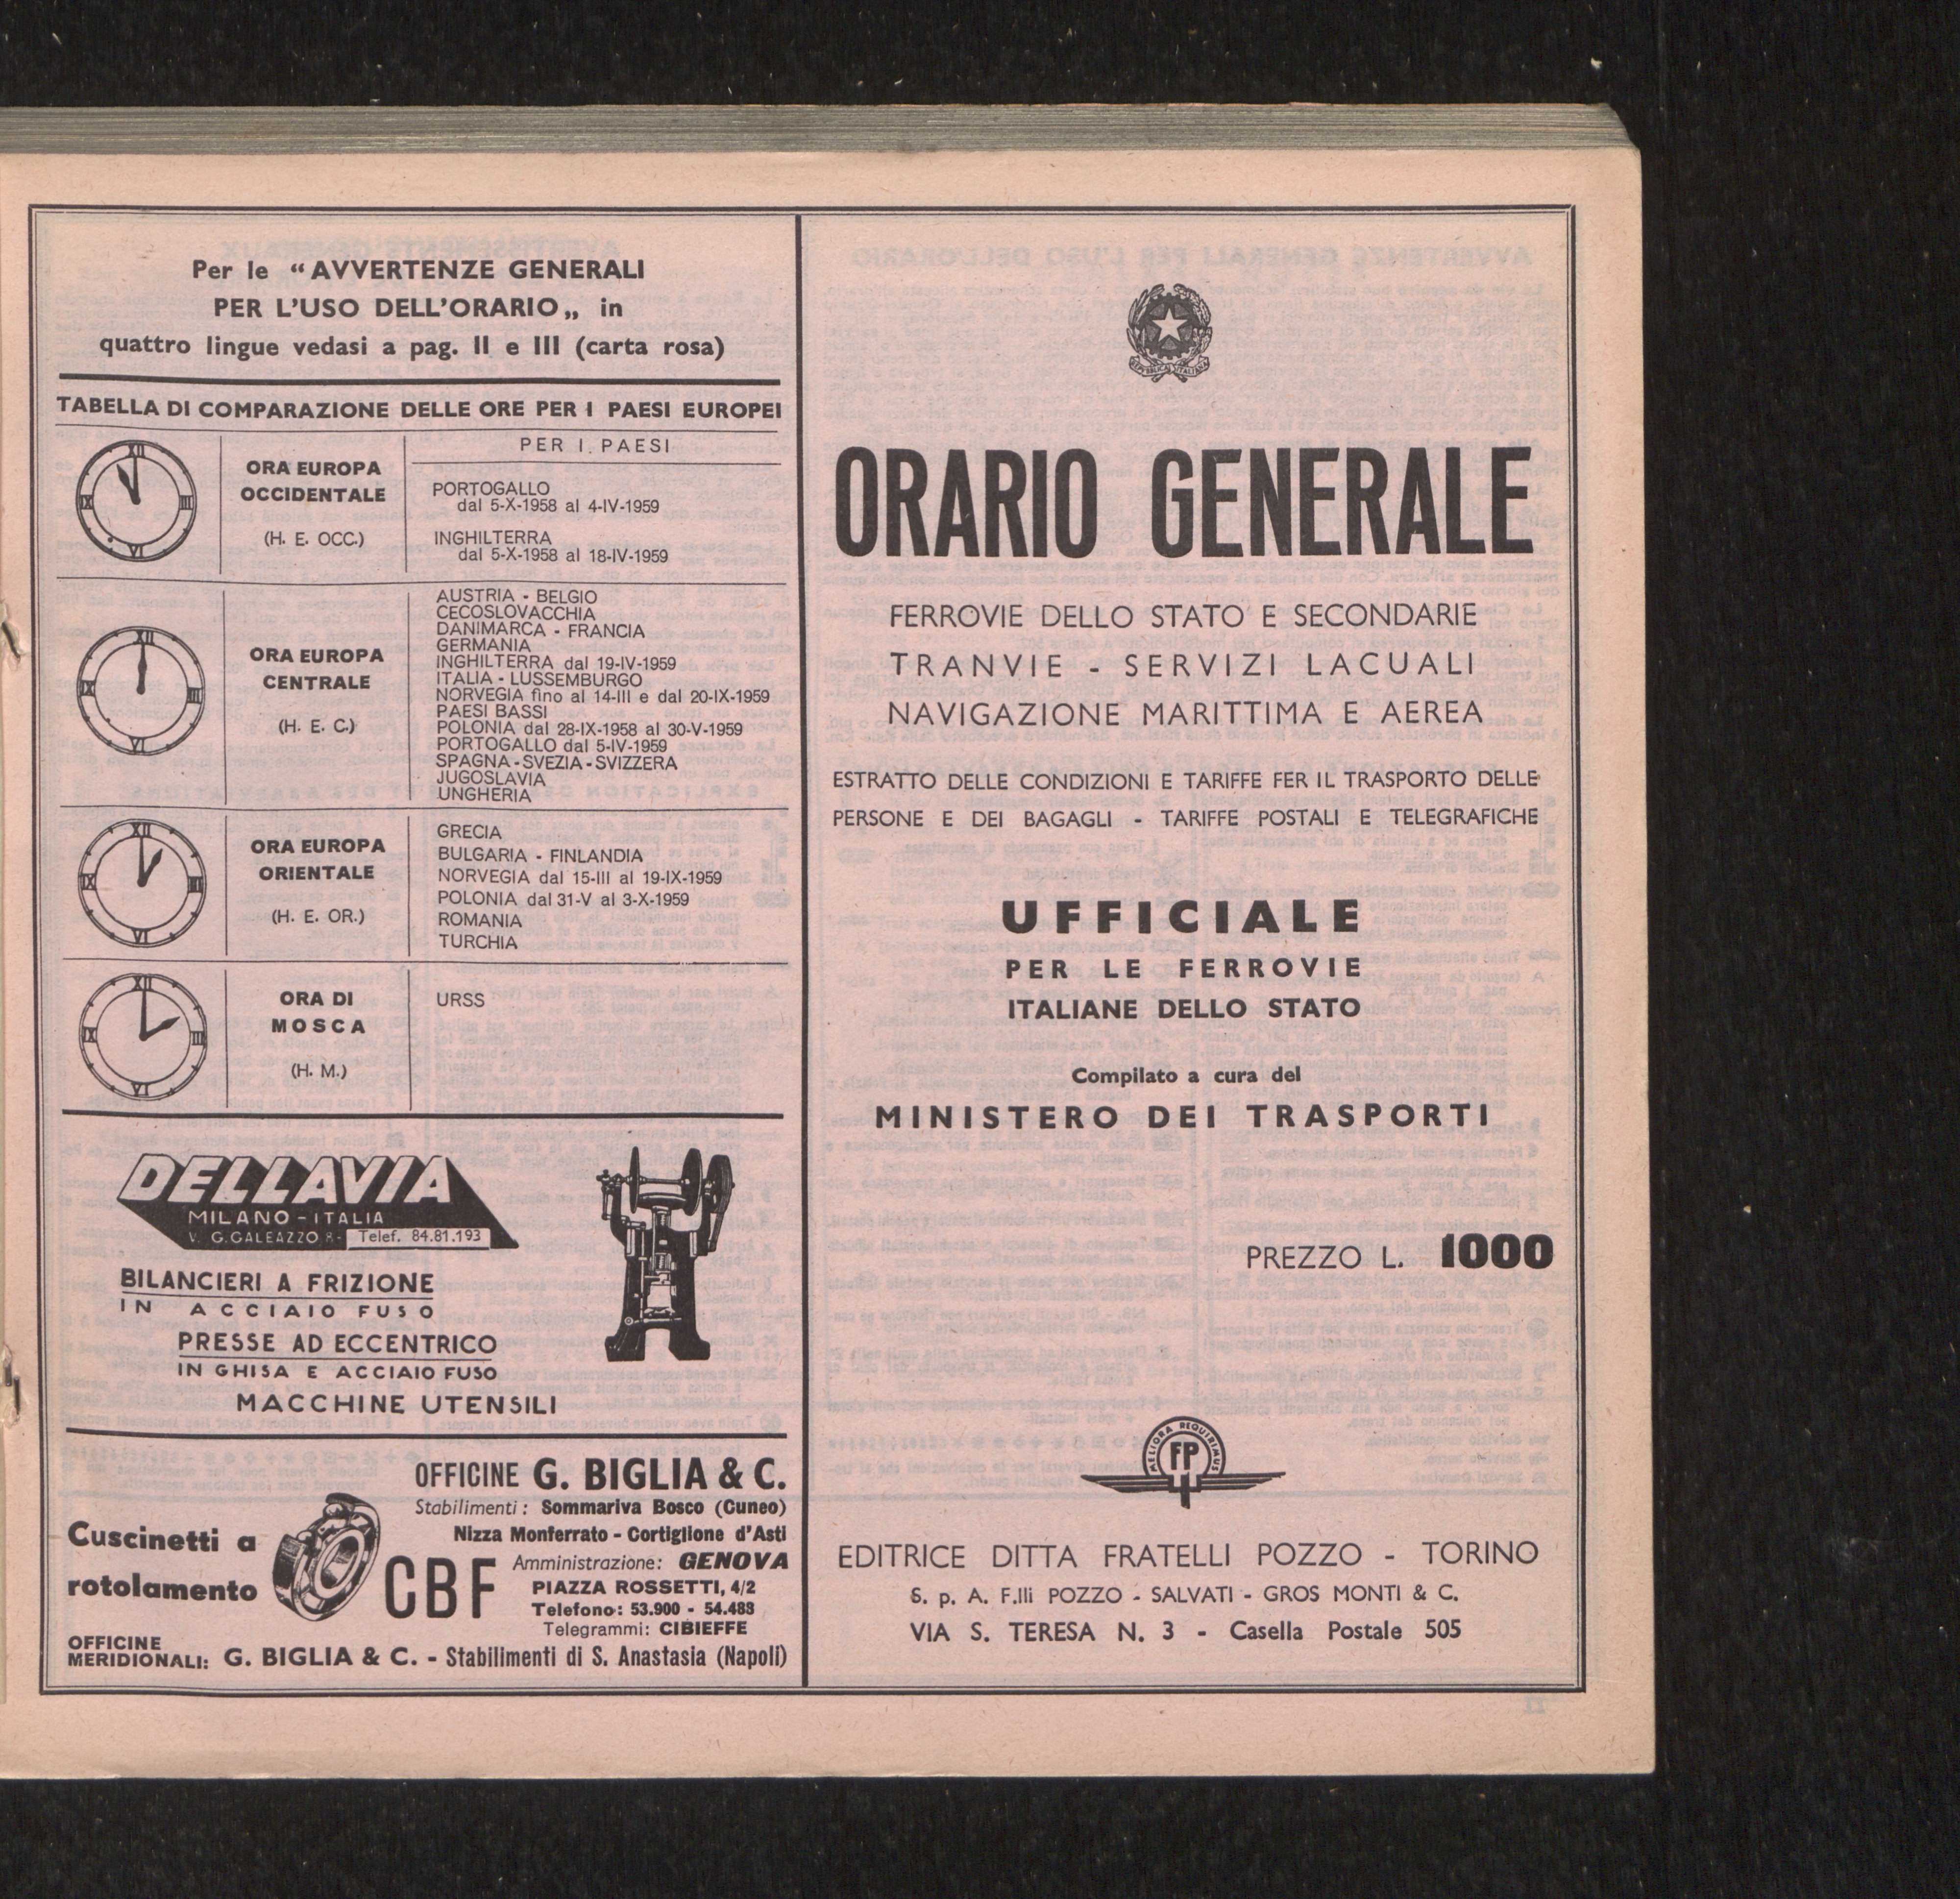 Per le “AVVERTENZE GENERALI
PER L'USO DELL'ORARIO„ in
quattro lingue vedasi a pag. II e III (carta rosa)
TABELLA DI COMPARAZIONE DELLE ORE PER I PAESI EUROPEI
PER I PAESI
ORA EUROPA
OCCIDENTALE
(H. E. OCC.)
PORTOGALLO
dal 5-X-1958 al 4-IV-1959
INGHILTERRA
dal 5-X-1958 al 18-IV-1959
ORA EUROPA
CENTRALE
(H. E. C.)
AUSTRIA - BELGIO
CECOSLOVACCHIA
DANIMARCA - FRANCIA
GERMANIA
INGHILTERRA dal 19-IV-1959
ITALIA - LUSSEMBURGO
NORVEGIA fino al 14-III e dal 20-IX-1959
PAESI BASSI
POLONIA dal 28-IX-1958 al 30-V-1959
PORTOGALLO dal 5-IV-1959
SPAGNA - SVEZIA - SVIZZERA
JUGOSLAVIA
UNGHERIA
ORA EUROPA
ORIENTALE
(H. E. OR.)
GRECIA
BULGARIA - FINLANDIA
NORVEGIA dal 15-III al 19-IX-1959
POLONIA dal 31-V al 3-X-1959
ROMANIA
TURCHIA
ORA DI
MOSCA
(H. M.)
URSS
DELLAVIA
MILANO - ITALIA
V. G. GALEAZZO 8 - Telef. 84.81.193
BILANCIERI A FRIZIONE
IN ACCIAIO FUSO
PRESSE AD ECCENTRICO
IN GHISA E ACCIAIO FUSO
MACCHINE UTENSILI
OFFICINE G. BIGLIA & C.
Stabilimenti: Sommariva Bosco (Cuneo)
Nizza Monferrato - Cortiglione d'Asti
Cuscinetti a
rotolamento
CBF
Amministrazione: GENOVA
PIAZZA ROSSETTI, 4/2
Telefono: 53.900 - 54.488
Telegrammi: CIBIEFFE
OFFICINE
MERIDIONALI: G. BIGLIA & C. - Stabilimenti di S. Anastasia (Napoli)
REPVBBLICA ITALIANA
ORARIO GENERALE
FERROVIE DELLO STATO E SECONDARIE
TRANVIE - SERVIZI LACUALI
NAVIGAZIONE MARITTIMA E AEREA
ESTRATTO DELLE CONDIZIONI E TARIFFE FER IL TRASPORTO DELLE
PERSONE E DEI BAGAGLI - TARIFFE POSTALI E TELEGRAFICHE
UFFICIALE
PER LE FERROVIE
ITALIANE DELLO STATO
Compilato a cura del
MINISTERO DEI TRASPORTI
PREZZO L. 1000
MELIORA REQUIRIMUS
FP
EDITRICE DITTA FRATELLI POZZO - TORINO
S. p. A. F.lli POZZO - SALVATI - GROS MONTI & C.
VIA S. TERESA N. 3 - Casella Postale 505